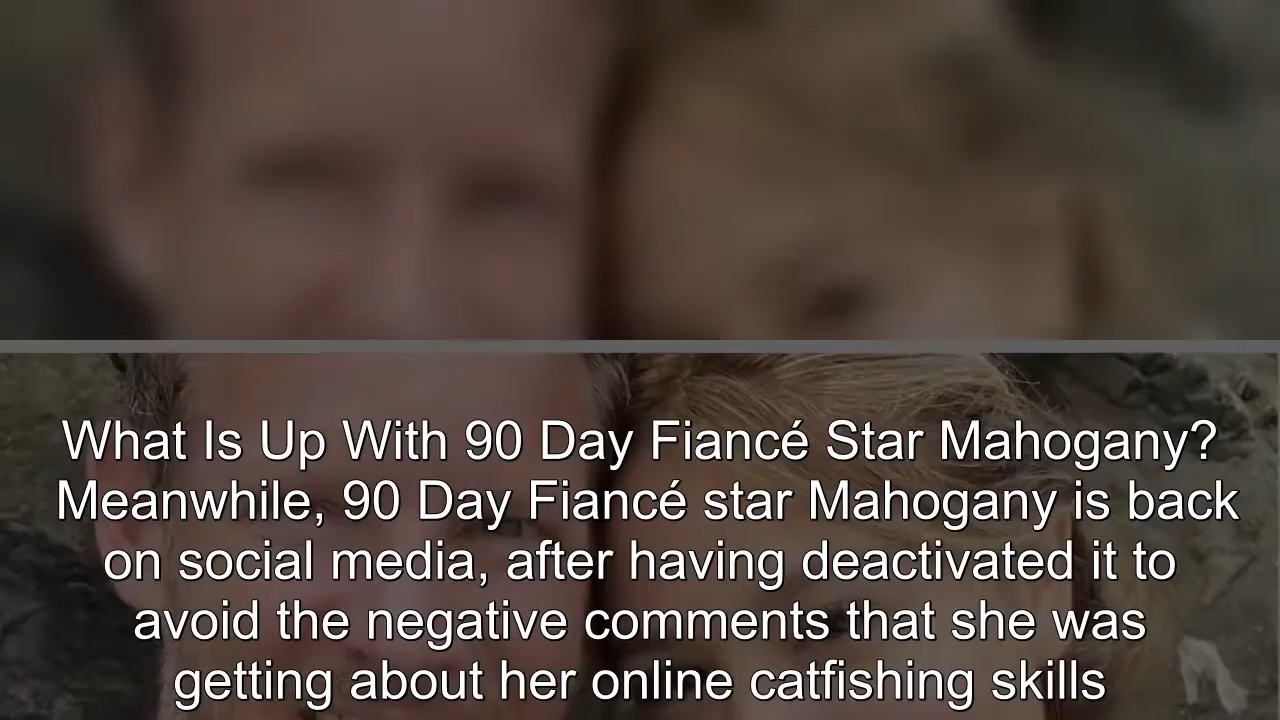 What Is Up With 90 Day Fiancé Star Mahogany?
Meanwhile, 90 Day Fiancé star Mahogany is back
on social media, after having deactivated it to
avoid the negative comments that she was
getting about her online catfishing skills